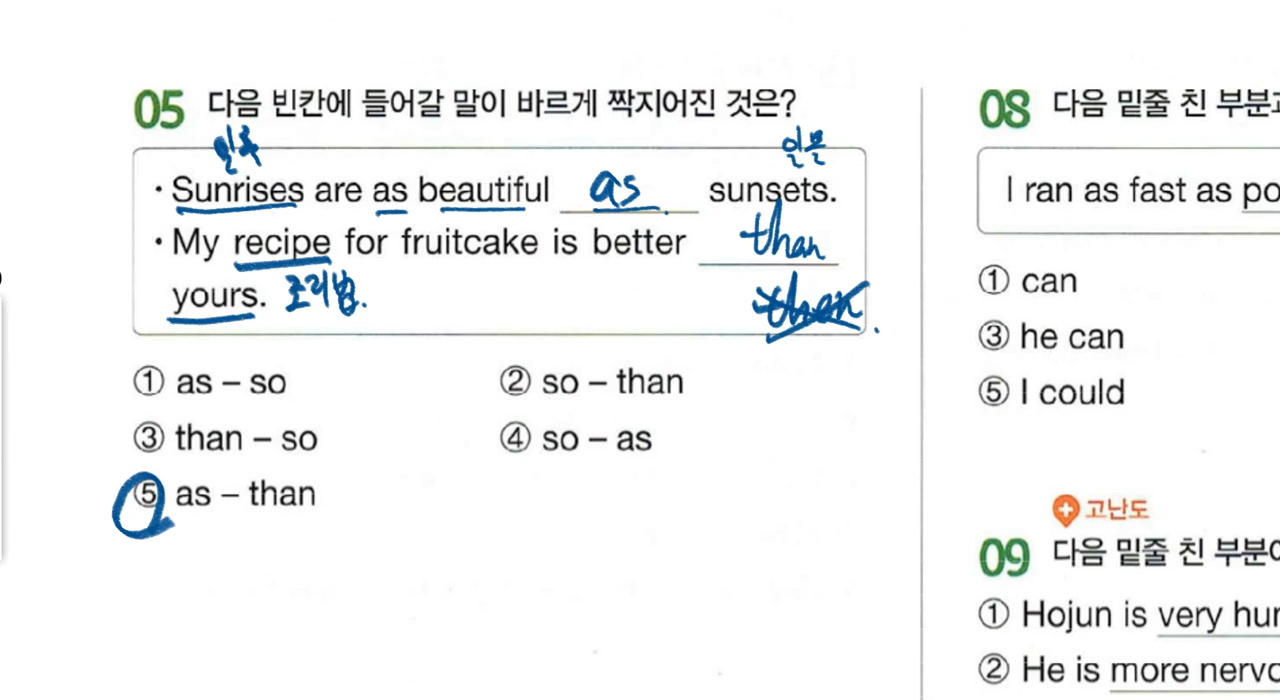 05 다음 빈칸에 들어갈 말이 바르게 짝지어진 것은?
일출 일몰
· Sunrises are as beautiful as sunsets.
· My recipe for fruitcake is better than
yours. 조리법. then.
① as – so ② so – than
③ than – so ④ so – as
⑤ as – than
08 다음 밑줄 친 부분과
I ran as fast as po
① can
③ he can
⑤ I could
고난도
09 다음 밑줄 친 부분이
① Hojun is very hun
② He is more nervo